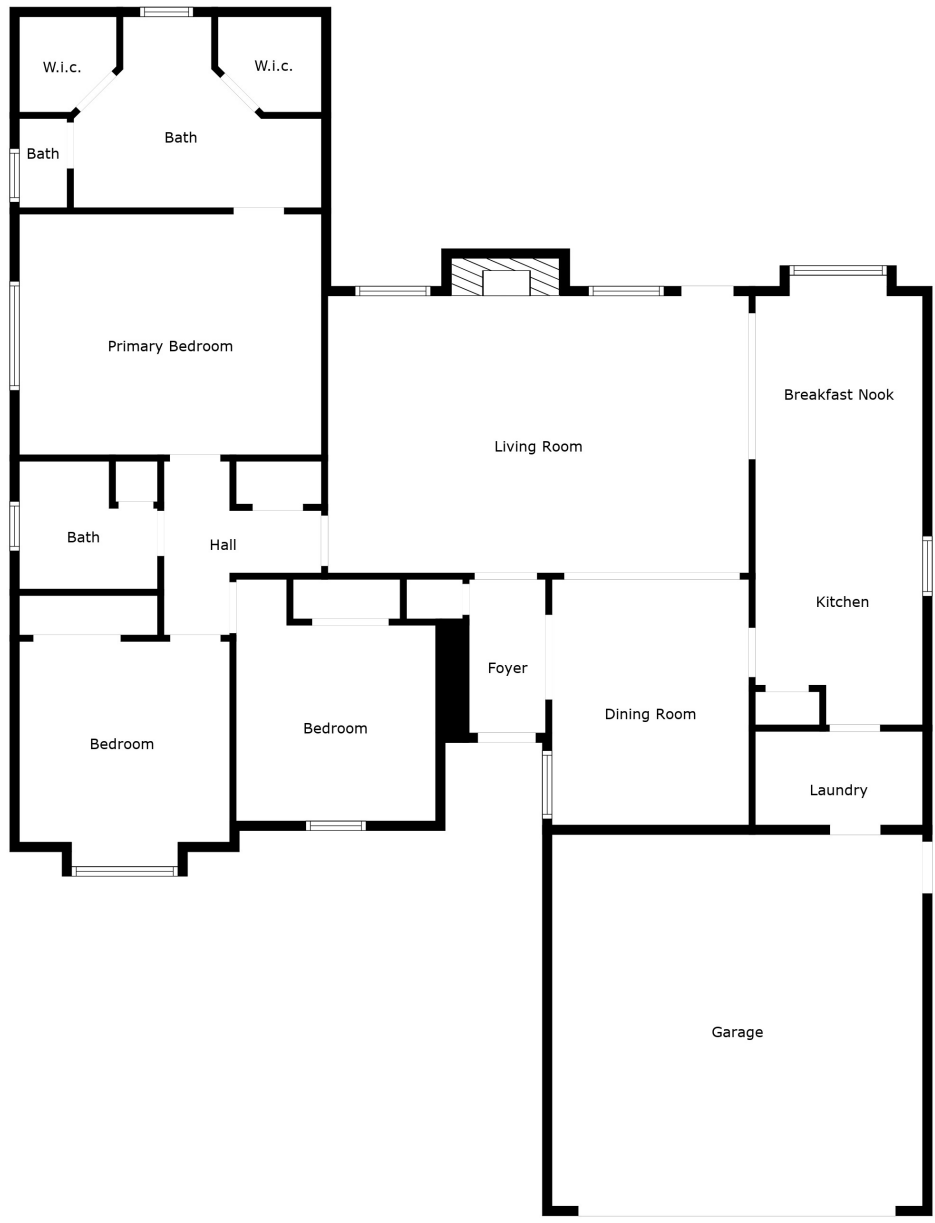 W.i.c.
W.i.c.
Bath
Bath
Primary Bedroom
Breakfast Nook
Living Room
Bath
Hall
Kitchen
Foyer
Dining Room
Bedroom
Bedroom
Laundry
Garage